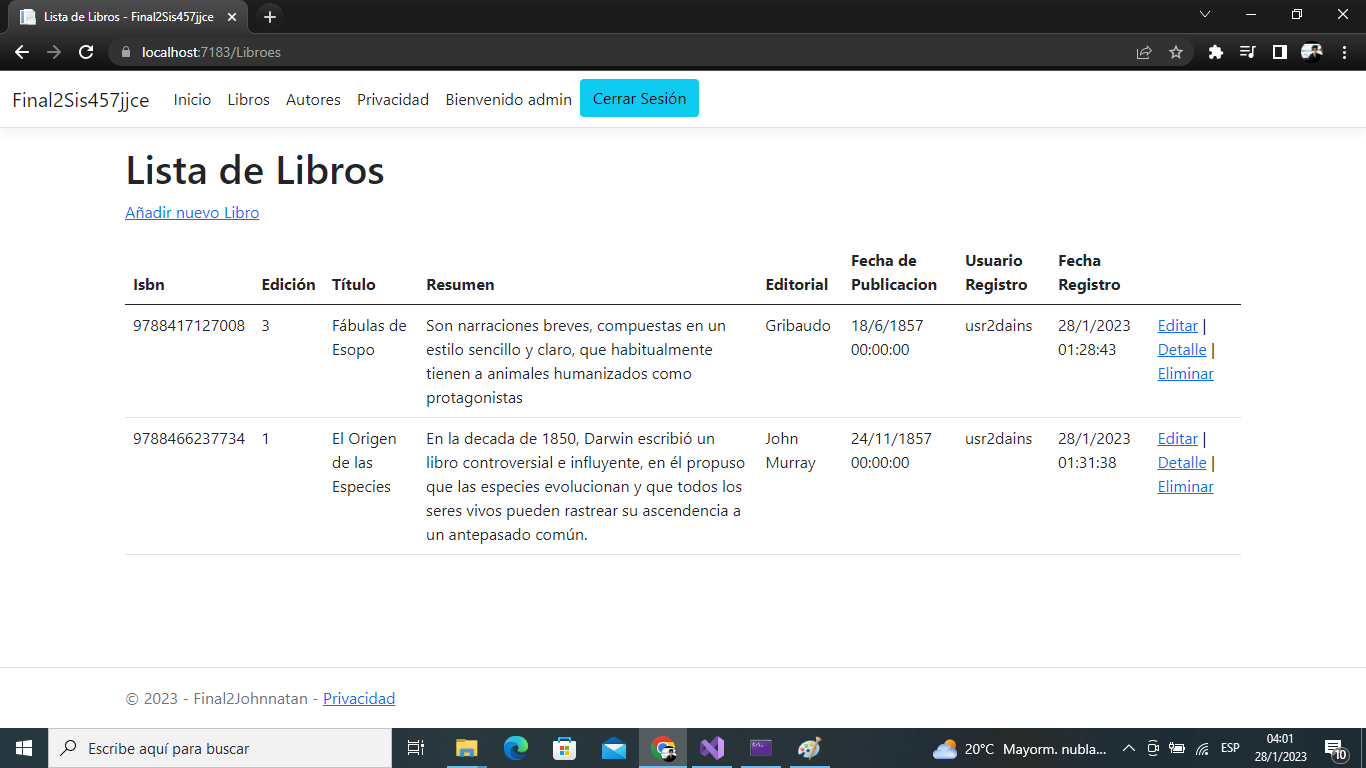 Lista de Libros - Final2Sis457jjce
localhost:7183/Libroes
Final2Sis457jjce Inicio Libros Autores Privacidad Bienvenido admin Cerrar Sesión
Lista de Libros
Añadir nuevo Libro
Fecha de Usuario Fecha
Isbn Edición Título Resumen Editorial Publicacion Registro Registro
9788417127008 3 Fábulas de Son narraciones breves, compuestas en un Gribaudo 18/6/1857 usr2dains 28/1/2023 Editar |
Esopo estilo sencillo y claro, que habitualmente 00:00:00 01:28:43 Detalle |
tienen a animales humanizados como Eliminar
protagonistas
9788466237734 1 El Origen En la decada de 1850, Darwin escribió un John 24/11/1857 usr2dains 28/1/2023 Editar |
de las libro controversial e influyente, en él propuso Murray 00:00:00 01:31:38 Detalle |
Especies que las especies evolucionan y que todos los Eliminar
seres vivos pueden rastrear su ascendencia a
un antepasado común.
© 2023 - Final2Johnnatan - Privacidad
Escribe aquí para buscar 20°C Mayorm. nubla... ESP 04:01
28/1/2023 10